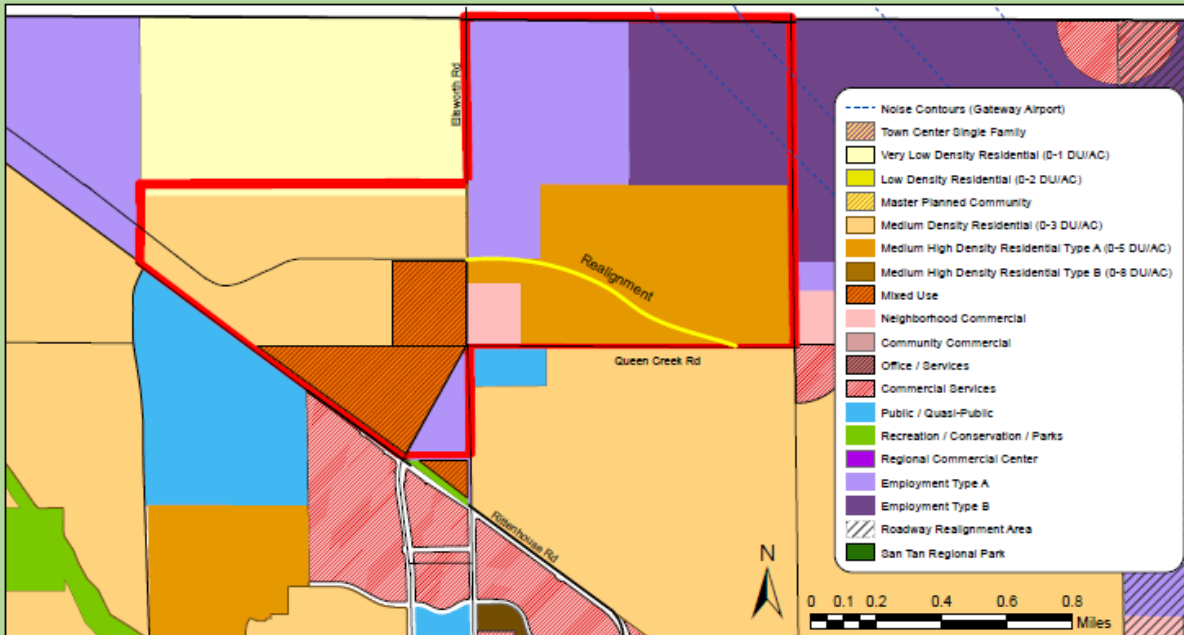 Ellsworth Rd
Realignment
Queen Creek Rd
Rittenhouse Rd
Noise Contours (Gateway Airport)
Town Center Single Family
Very Low Density Residential (0-1 DU/AC)
Low Density Residential (0-2 DU/AC)
Master Planned Community
Medium Density Residential (0-3 DU/AC)
Medium High Density Residential Type A (0-5 DU/AC)
Medium High Density Residential Type B (0-8 DU/AC)
Mixed Use
Neighborhood Commercial
Community Commercial
Office / Services
Commercial Services
Public / Quasi-Public
Recreation / Conservation / Parks
Regional Commercial Center
Employment Type A
Employment Type B
Roadway Realignment Area
San Tan Regional Park
N
0 0.1 0.2 0.4 0.6 0.8
Miles